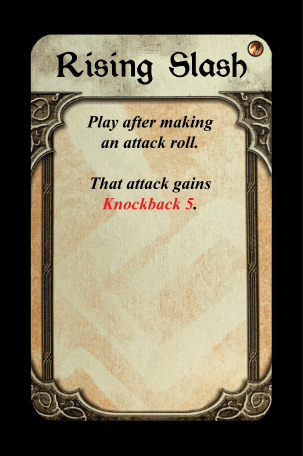 Rising Slash
Play after making
an attack roll.
That attack gains
Knockback 5.